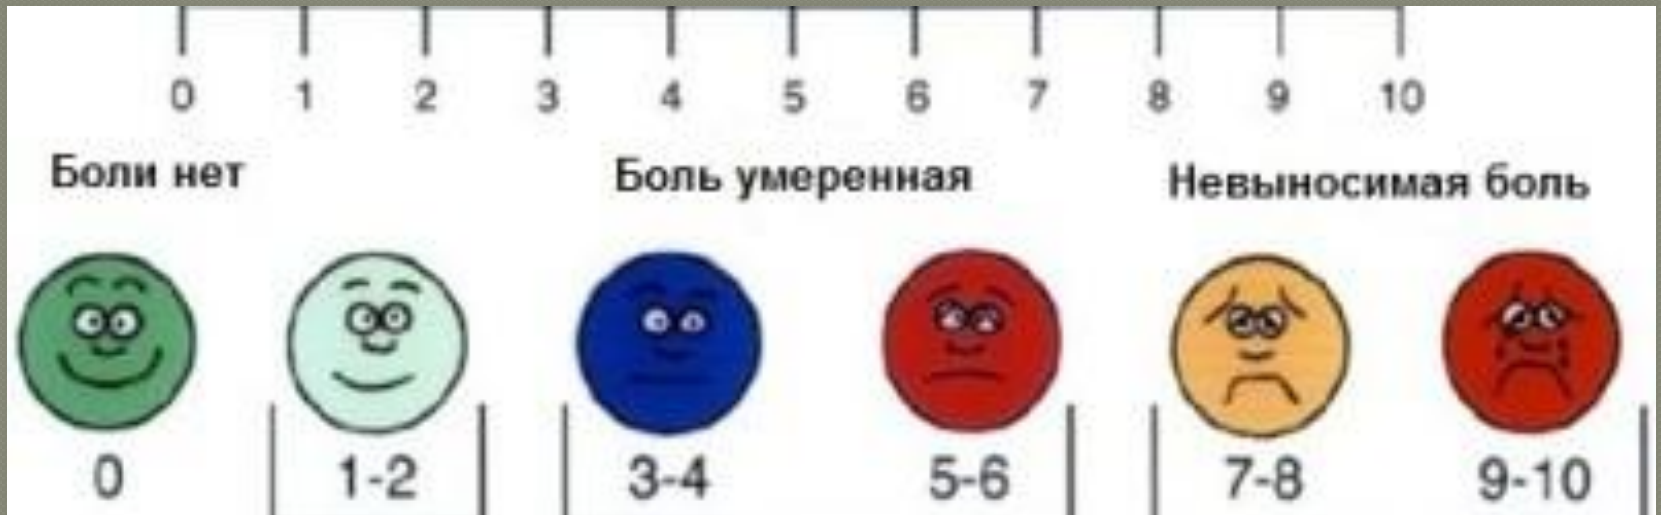 0 1 2 3 4 5 6 7 8 9 10
Боли нет Боль умеренная Невыносимая боль
0 1-2 3-4 5-6 7-8 9-10